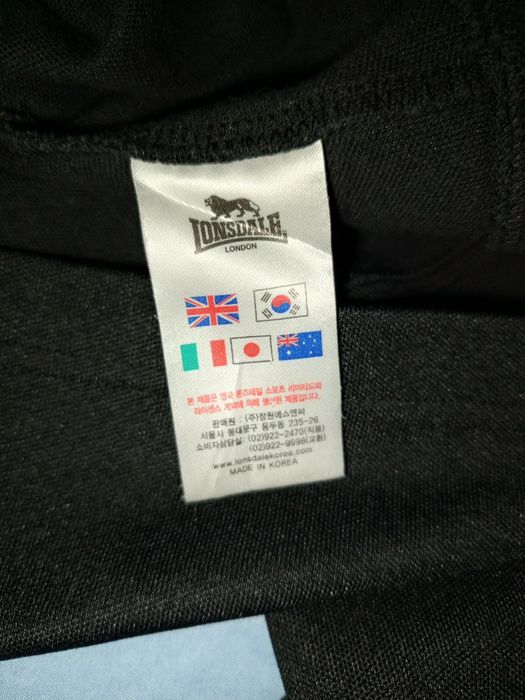 LONSDALE
LONDON
본 제품은 영국 론즈데일 스포츠 리미티드와
라이센스 계약에 의해 생산된 제품입니다.
판매원 : (주)장원에스엔씨
서울시 동대문구 용두동 235-26
소비자상담실: (02)922-2470(직통)
(02)922-9998(교환)
www.lonsdalekorea.com
MADE IN KOREA